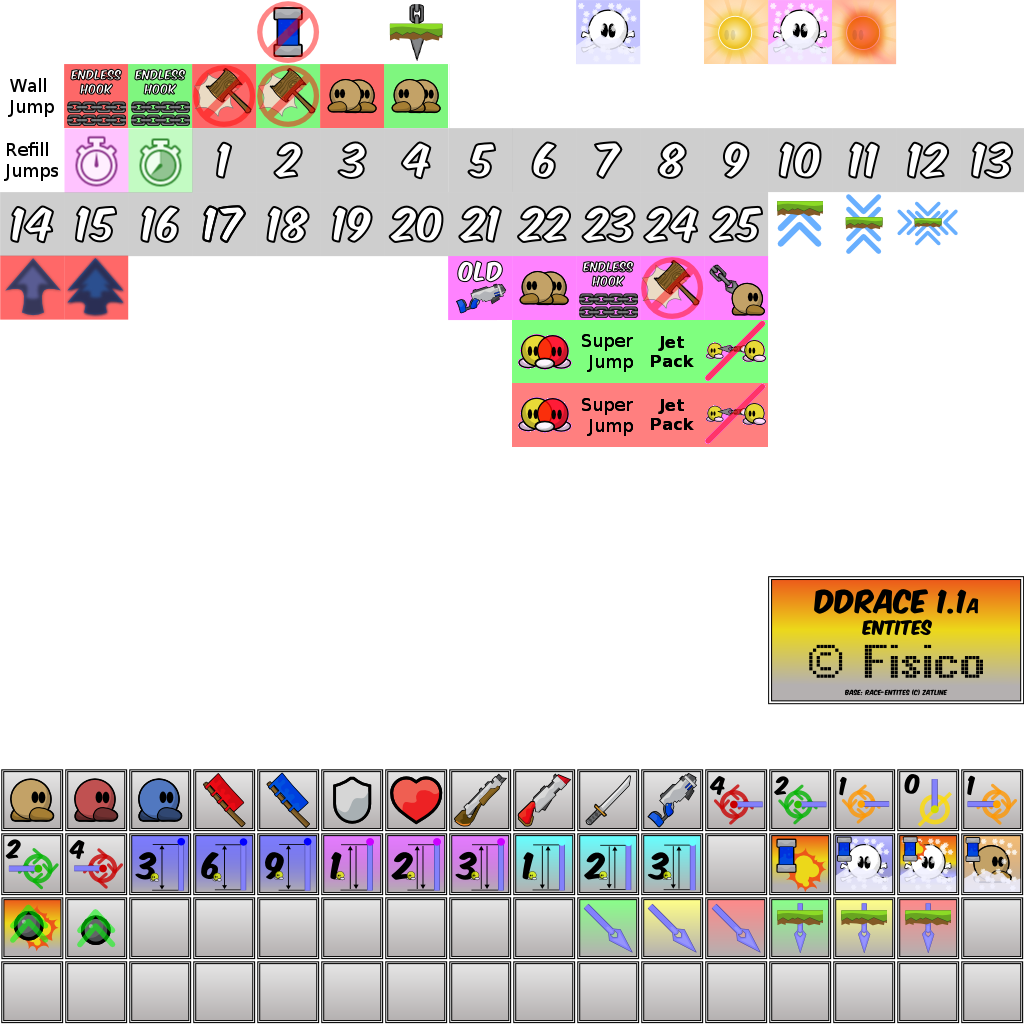 Wall
Jump
ENDLESS
HOOK
ENDLESS
HOOK
Refill
Jumps
1 2 3 4 5 6 7 8 9 10 11 12 13
14 15 16 17 18 19 20 21 22 23 24 25
OLD
ENDLESS
HOOK
Super
Jump
Jet
Pack
Super
Jump
Jet
Pack
DDRACE 1.1A
ENTITES
© Fisico
BASE: RACE-ENTITES (C) ZATLINE
4 2 1 0 1
2 4 3 6 9 1 2 3 1 2 3